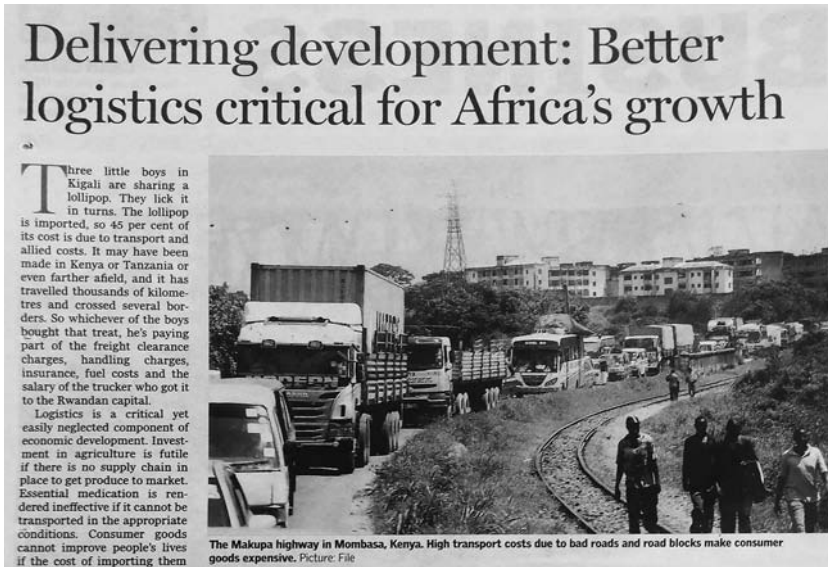 Delivering development: Better
logistics critical for Africa's growth
Three little boys in
Kigali are sharing a
lollipop. They lick it
in turns. The lollipop
is imported, so 45 per cent of
its cost is due to transport and
allied costs. It may have been
made in Kenya or Tanzania or
even farther afield, and it has
travelled thousands of kilome-
tres and crossed several bor-
ders. So whichever of the boys
bought that treat, he's paying
part of the freight clearance
charges, handling charges,
insurance, fuel costs and the
salary of the trucker who got it
to the Rwandan capital.
Logistics is a critical yet
easily neglected component of
economic development. Invest-
ment in agriculture is futile
if there is no supply chain in
place to get produce to market.
Essential medication is ren-
dered ineffective if it cannot be
transported in the appropriate
conditions. Consumer goods
cannot improve people's lives
if the cost of importing them
The Makupa highway in Mombasa, Kenya. High transport costs due to bad roads and road blocks make consumer
goods expensive. Picture: File